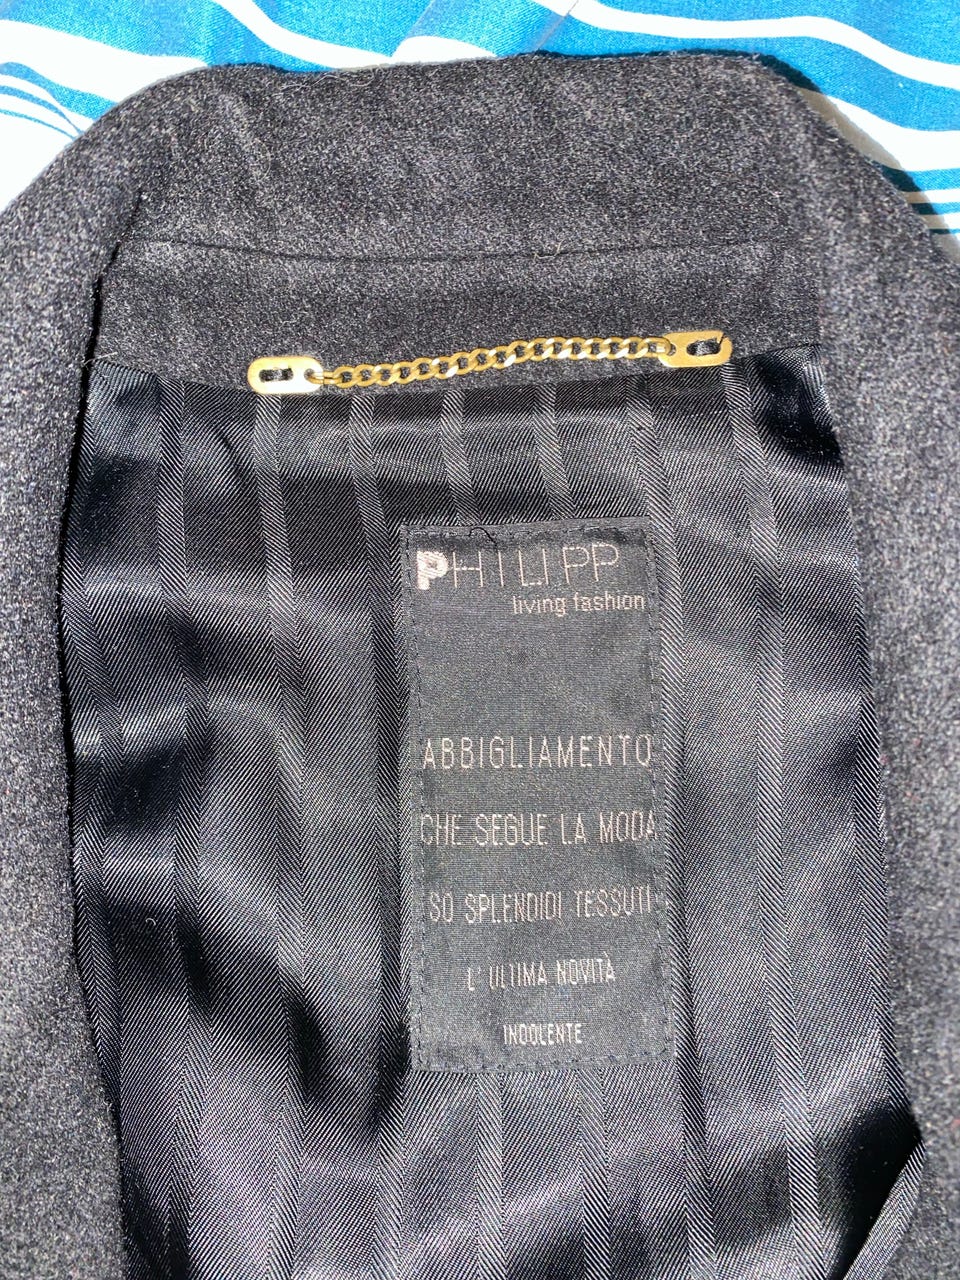 PHILIPP
living fashion
ABBIGLIAMENTO
CHE SEGUE LA MODA
SO SPLENDIDI TESSUTI
L' ULTIMA NOVITÀ
INDOLENTE